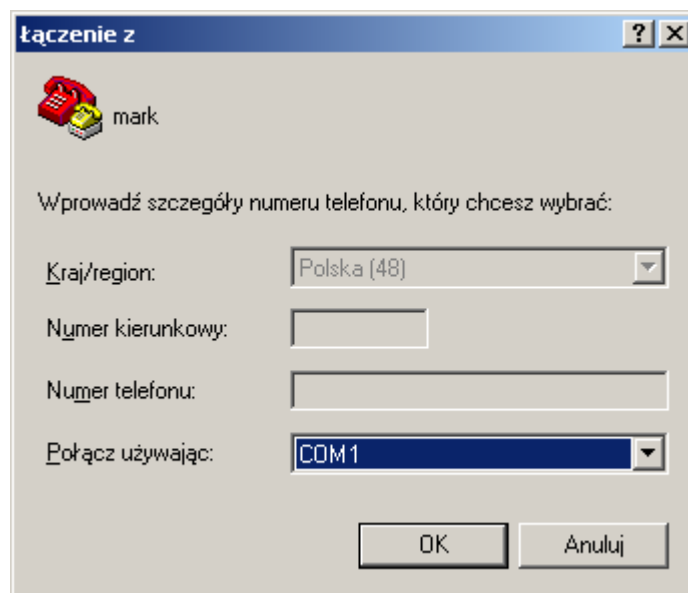 Łączenie z
mark
Wprowadź szczegóły numeru telefonu, który chcesz wybrać:
Kraj/region: Polska (48)
Numer kierunkowy:
Numer telefonu:
Połącz używając: COM1
OK Anuluj